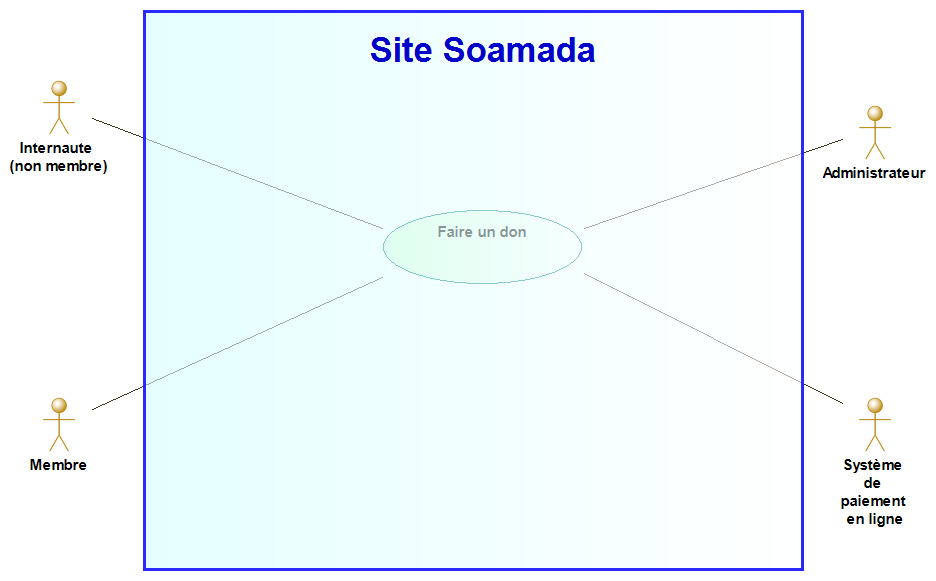 Site Soamada
Internaute
(non membre)
Administrateur
Faire un don
Membre
Système
de
paiement
en ligne